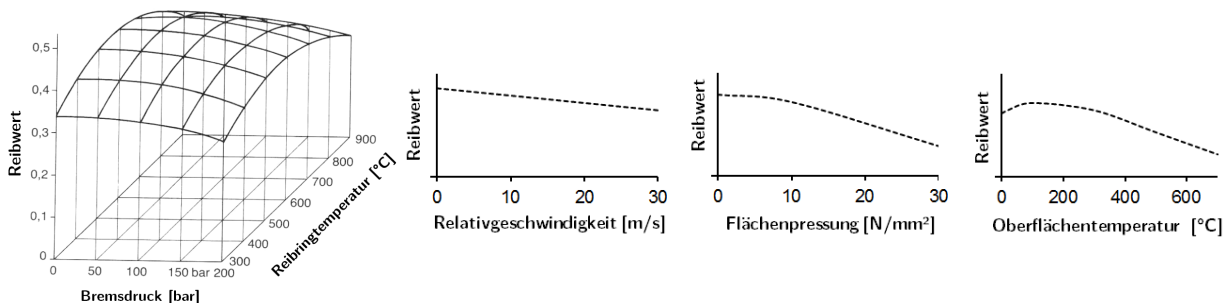 Reibwert
0,5
0,4
0,3
0,2
0,1
0
0 50 100 150 bar 200
Bremsdruck [bar]
300
400
500
600
700
800
900
Reibringtemperatur [°C]
Reibwert
0 10 20 30
Relativgeschwindigkeit [m/s]
Reibwert
0 10 20 30
Flächenpressung [N/mm²]
Reibwert
0 200 400 600
Oberflächentemperatur [°C]